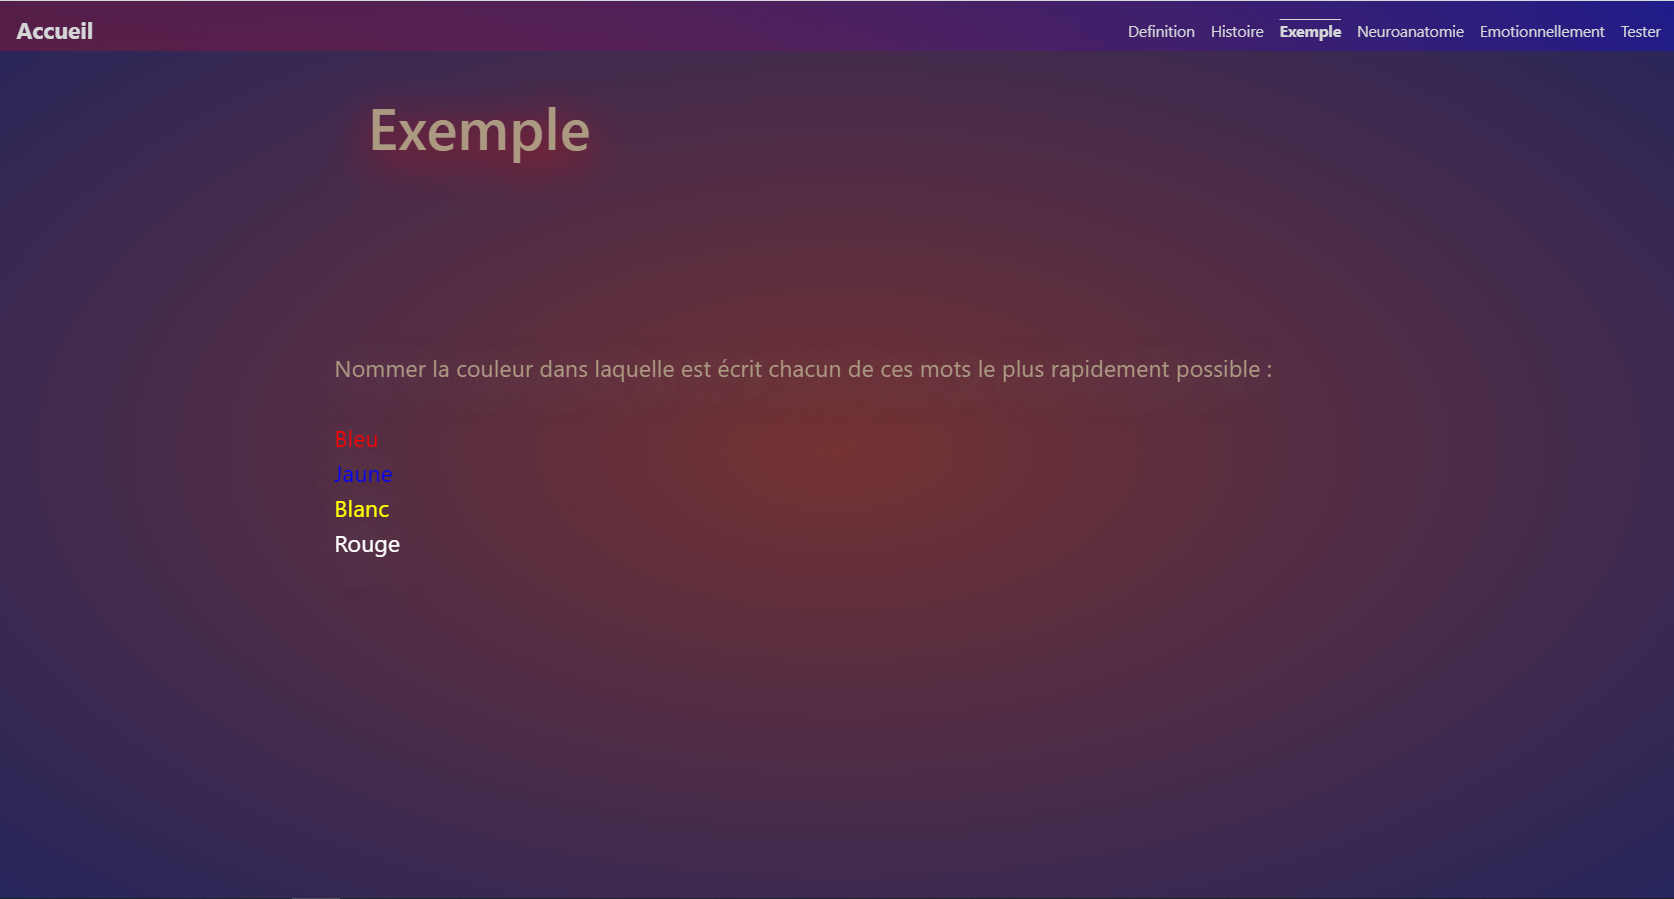 Accueil Definition Histoire Exemple Neuroanatomie Emotionnellement Tester
Exemple
Nommer la couleur dans laquelle est écrit chacun de ces mots le plus rapidement possible :
Bleu
Jaune
Blanc
Rouge